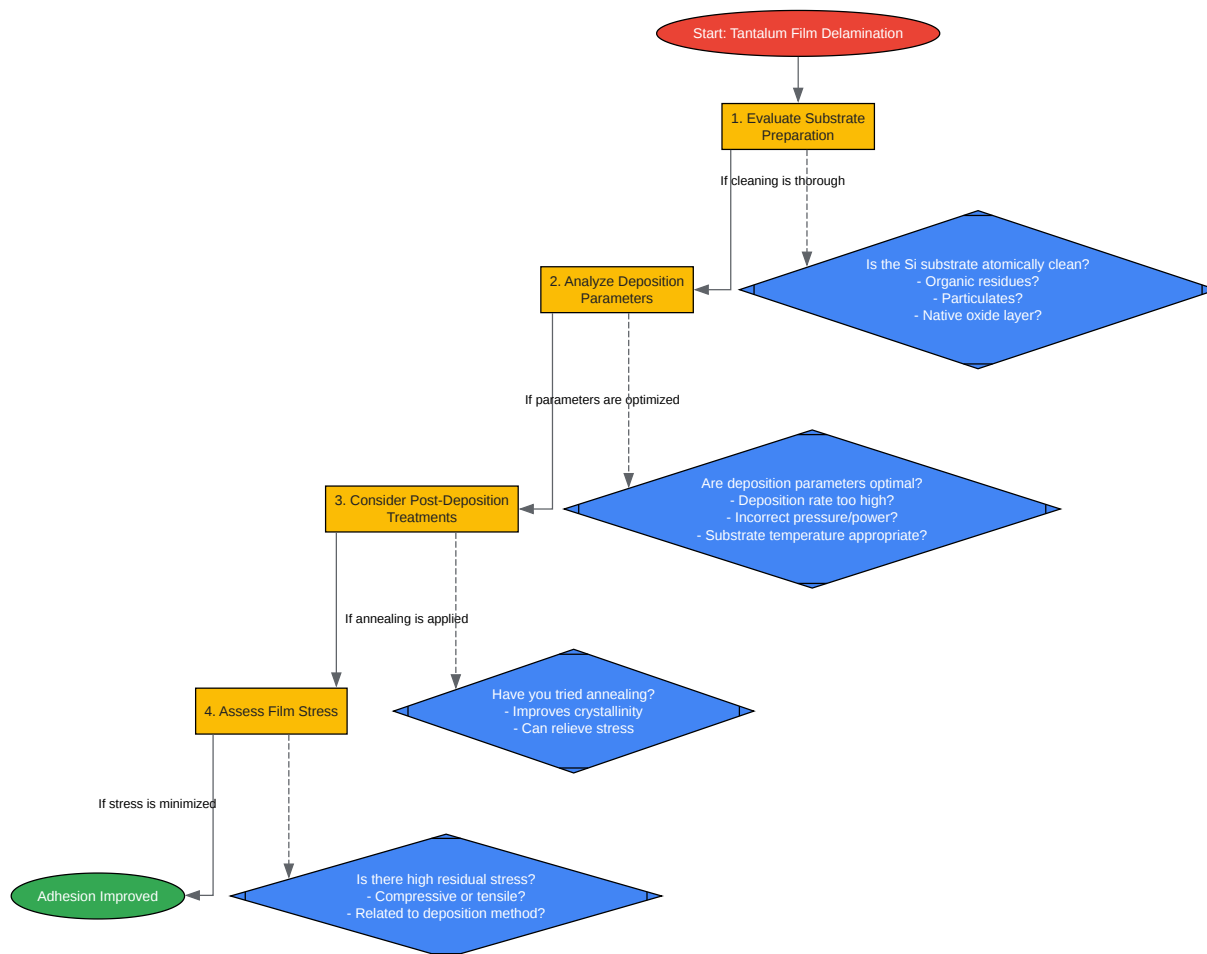 Start: Tantalum Film Delamination
1. Evaluate Substrate
Preparation
If cleaning is thorough
Is the Si substrate atomically clean?
- Organic residues?
- Particulates?
- Native oxide layer?
2. Analyze Deposition
Parameters
If parameters are optimized
Are deposition parameters optimal?
- Deposition rate too high?
- Incorrect pressure/power?
- Substrate temperature appropriate?
3. Consider Post-Deposition
Treatments
If annealing is applied
Have you tried annealing?
- Improves crystallinity
- Can relieve stress
4. Assess Film Stress
If stress is minimized
Is there high residual stress?
- Compressive or tensile?
- Related to deposition method?
Adhesion Improved